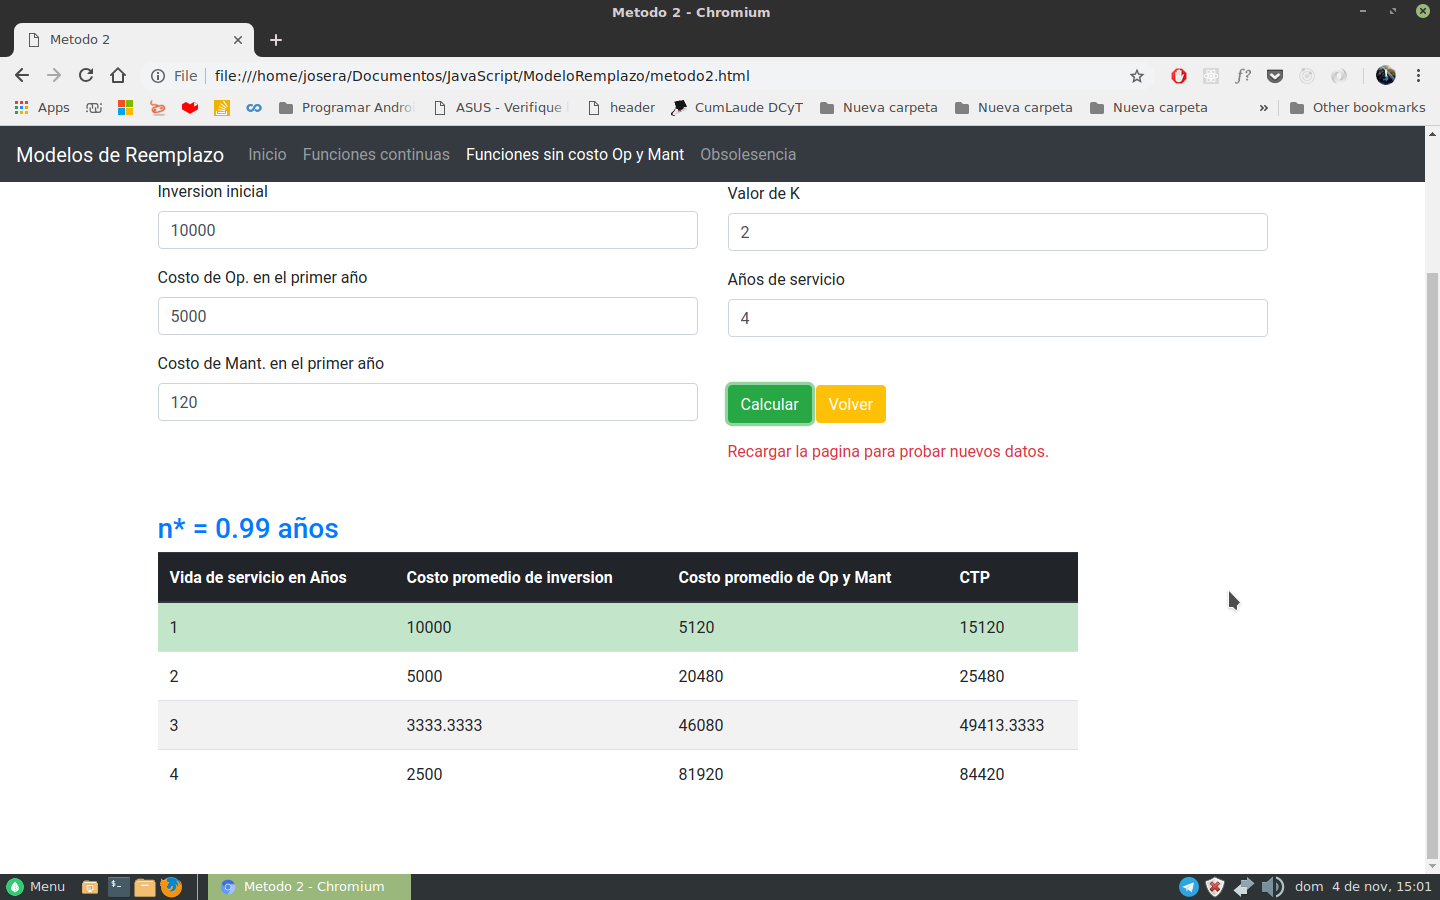 Metodo 2 - Chromium
Metodo 2
File file:///home/josera/Documentos/JavaScript/ModeloRemplazo/metodo2.html
f?
Apps Programar Androi ASUS - Verifique header CumLaude DCyT Nueva carpeta Nueva carpeta Nueva carpeta » Other bookmarks
Modelos de Reemplazo Inicio Funciones continuas Funciones sin costo Op y Mant Obsolesencia
Inversion inicial
10000
Costo de Op. en el primer año
5000
Costo de Mant. en el primer año
120
Valor de K
2
Años de servicio
4
Calcular Volver
Recargar la pagina para probar nuevos datos.
n* = 0.99 años
Vida de servicio en Años Costo promedio de inversion Costo promedio de Op y Mant CTP
1 10000 5120 15120
2 5000 20480 25480
3 3333.3333 46080 49413.3333
4 2500 81920 84420
Menu Metodo 2 - Chromium dom 4 de nov, 15:01